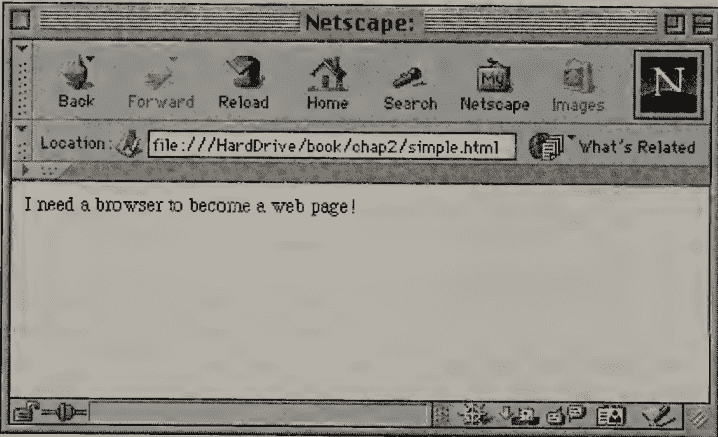 Netscape:
Back Forward Reload Home Search Netscape Images
My
N
Location: file:///HardDrive/book/chap2/simple.html What's Related
I need a browser to become a web page!